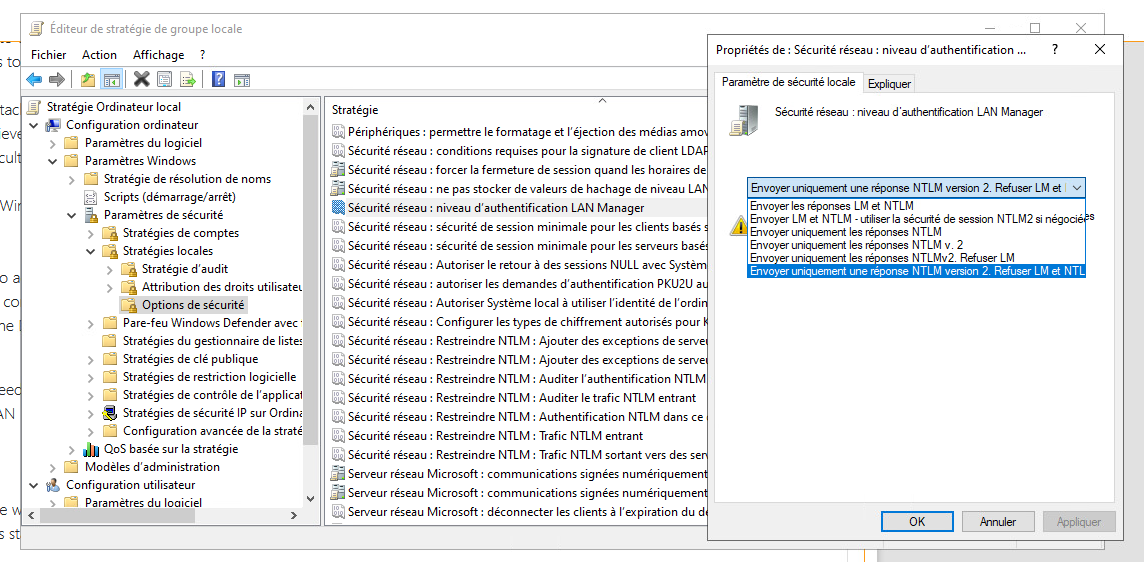 Éditeur de stratégie de groupe locale
Fichier Action Affichage ?
Stratégie Ordinateur local
Configuration ordinateur
Paramètres du logiciel
Paramètres Windows
Stratégie de résolution de noms
Scripts (démarrage/arrêt)
Paramètres de sécurité
Stratégies de comptes
Stratégies locales
Stratégie d'audit
Attribution des droits utilisateu
Options de sécurité
Pare-feu Windows Defender avec
Stratégies du gestionnaire de listes
Stratégies de clé publique
Stratégies de restriction logicielle
Stratégies de contrôle de l'applicat
Stratégies de sécurité IP sur Ordina
Configuration avancée de la straté
QoS basée sur la stratégie
Modèles d'administration
Configuration utilisateur
Paramètres du logiciel
Stratégie
Périphériques : permettre le formatage et l'éjection des médias amov
Sécurité réseau : conditions requises pour la signature de client LDAP
Sécurité réseau : forcer la fermeture de session quand les horaires de
Sécurité réseau : ne pas stocker de valeurs de hachage de niveau LAN
Sécurité réseau : niveau d'authentification LAN Manager
Sécurité réseau : sécurité de session minimale pour les clients basés s
Sécurité réseau : sécurité de session minimale pour les serveurs basés
Sécurité réseau : Autoriser le retour à des sessions NULL avec Systèm
Sécurité réseau : autoriser les demandes d'authentification PKU2U au
Sécurité réseau : Autoriser Système local à utiliser l'identité de l'ordin
Sécurité réseau : Configurer les types de chiffrement autorisés pour K
Sécurité réseau : Restreindre NTLM : Ajouter des exceptions de serve
Sécurité réseau : Restreindre NTLM : Ajouter des exceptions de serve
Sécurité réseau : Restreindre NTLM : Auditer l'authentification NTLM
Sécurité réseau : Restreindre NTLM : Auditer le trafic NTLM entrant
Sécurité réseau : Restreindre NTLM : Authentification NTLM dans ce
Sécurité réseau : Restreindre NTLM : Trafic NTLM entrant
Sécurité réseau : Restreindre NTLM : Trafic NTLM sortant vers des serv
Serveur réseau Microsoft : communications signées numériquement
Serveur réseau Microsoft : communications signées numériquement
Serveur réseau Microsoft : déconnecter les clients à l'expiration du dé
Propriétés de : Sécurité réseau : niveau d'authentification ... ?
Paramètre de sécurité locale Expliquer
Sécurité réseau : niveau d'authentification LAN Manager
Envoyer uniquement une réponse NTLM version 2. Refuser LM et
Envoyer les réponses LM et NTLM
Envoyer LM et NTLM - utiliser la sécurité de session NTLM2 si négociées
Envoyer uniquement les réponses NTLM
Envoyer uniquement les réponses NTLM v. 2
Envoyer uniquement les réponses NTLMv2. Refuser LM
Envoyer uniquement une réponse NTLM version 2. Refuser LM et NTL
OK Annuler Appliquer